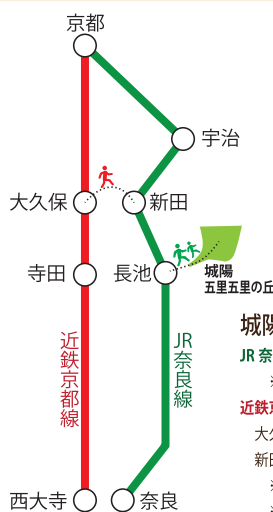 京都
宇治
大久保
新田
寺田
長池
城陽
五里五里の丘
近鉄京都線
JR奈良線
西大寺
奈良
城陽
JR 奈
※
近鉄京
大久
新田
※